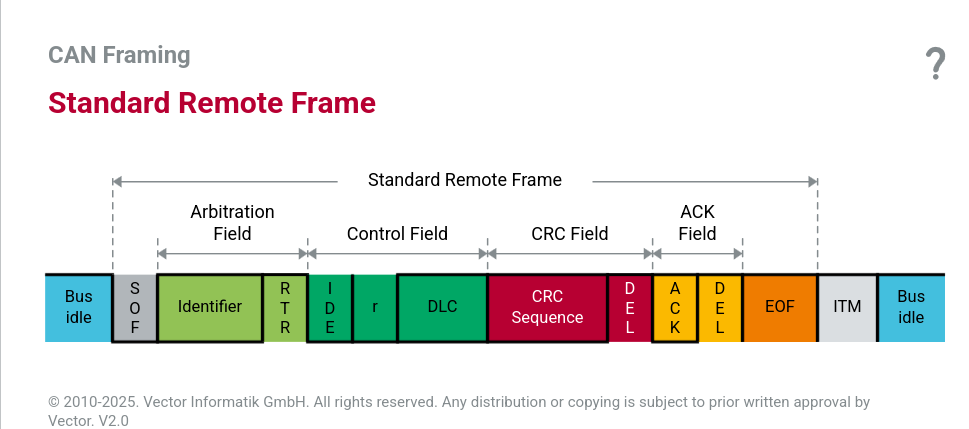 CAN Framing
?
Standard Remote Frame
Standard Remote Frame
Arbitration
Field
Control Field
CRC Field
ACK
Field
Bus
idle
S
O
F
Identifier
R
T
R
I
D
E
r
DLC
CRC
Sequence
D
E
L
A
C
K
D
E
L
EOF
ITM
Bus
idle
© 2010-2025. Vector Informatik GmbH. All rights reserved. Any distribution or copying is subject to prior written approval by
Vector. V2.0